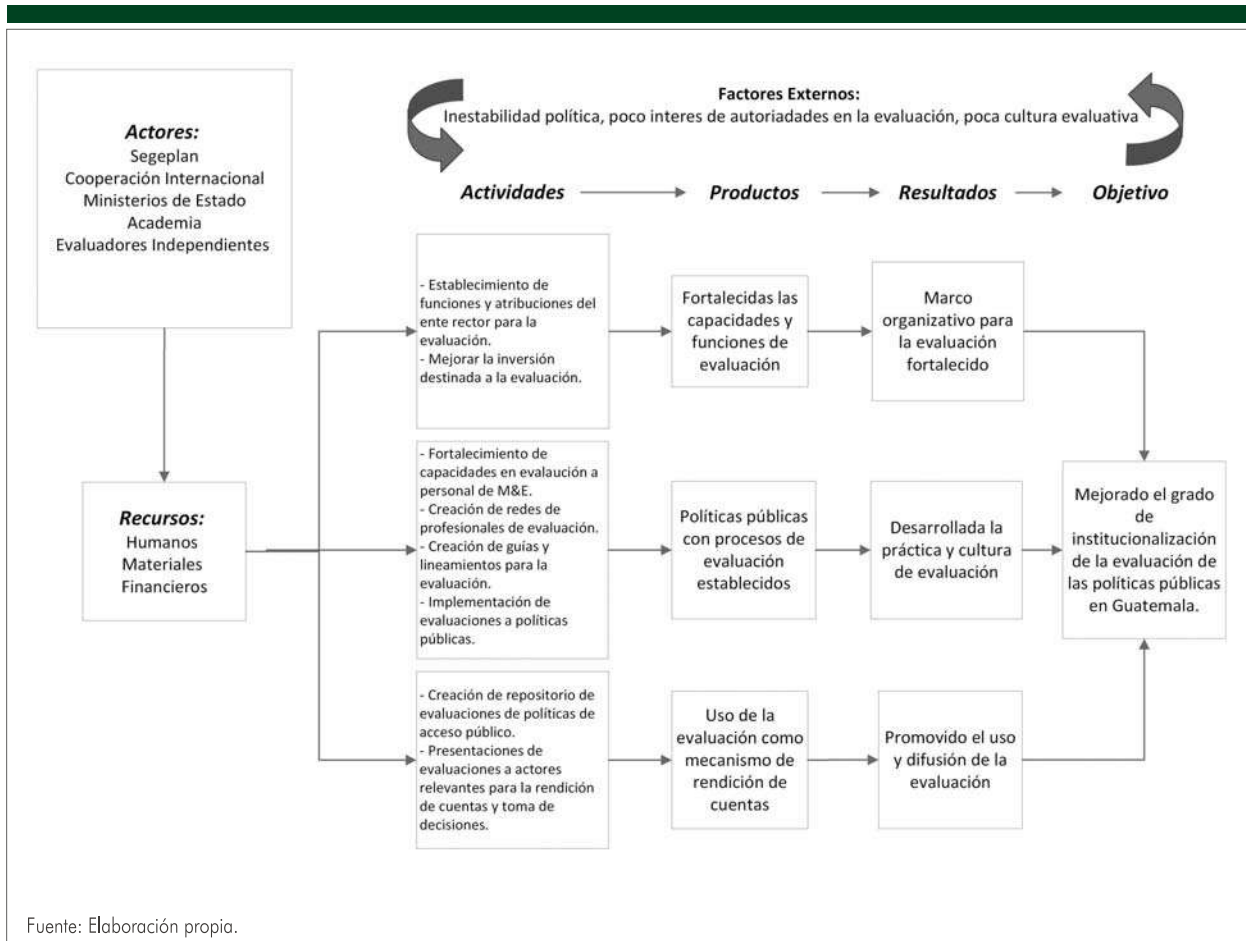 Actores:
Segeplan
Cooperación Internacional
Ministerios de Estado
Academia
Evaluadores Independientes
Factores Externos:
Inestabilidad política, poco interes de autoriadades en la evaluación, poca cultura evaluativa
Actividades
Productos
Resultados
Objetivo
- Establecimiento de
funciones y atribuciones del
ente rector para la
evaluación.
- Mejorar la inversión
destinada a la evaluación.
Fortalecidas las
capacidades y
funciones de
evaluación
Marco
organizativo para
la evaluación
fortalecido
Recursos:
Humanos
Materiales
Financieros
- Fortalecimiento de
capacidades en evalaución a
personal de M&E.
- Creación de redes de
profesionales de evaluación.
- Creación de guías y
lineamientos para la
evaluación.
- Implementación de
evaluaciones a políticas
públicas.
Políticas públicas
con procesos de
evaluación
establecidos
Desarrollada la
práctica y cultura
de evaluación
Mejorado el grado
de
institucionalización
de la evaluación de
las políticas públicas
en Guatemala.
- Creación de repositorio de
evaluaciones de políticas de
acceso público.
- Presentaciones de
evaluaciones a actores
relevantes para la rendición
de cuentas y toma de
decisiones.
Uso de la
evaluación como
mecanismo de
rendición de
cuentas
Promovido el uso
y difusión de la
evaluación
Fuente: Elaboración propia.